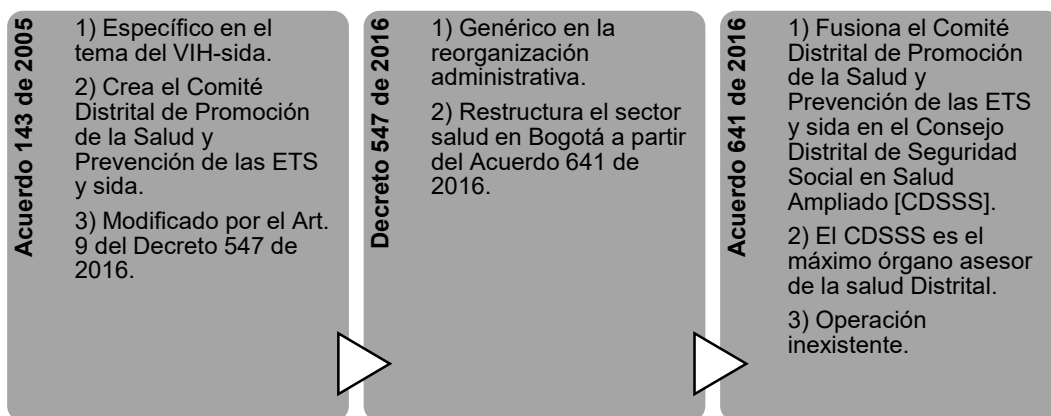 Acuerdo 143 de 2005
1) Específico en el
tema del VIH-sida.
2) Crea el Comité
Distrital de Promoción
de la Salud y
Prevención de las ETS
y sida.
3) Modificado por el Art.
9 del Decreto 547 de
2016.
Decreto 547 de 2016
1) Genérico en la
reorganización
administrativa.
2) Restructura el sector
salud en Bogotá a partir
del Acuerdo 641 de
2016.
Acuerdo 641 de 2016
1) Fusiona el Comité
Distrital de Promoción
de la Salud y
Prevención de las ETS
y sida en el Consejo
Distrital de Seguridad
Social en Salud
Ampliado [CDSSS].
2) El CDSSS es el
máximo órgano asesor
de la salud Distrital.
3) Operación
inexistente.